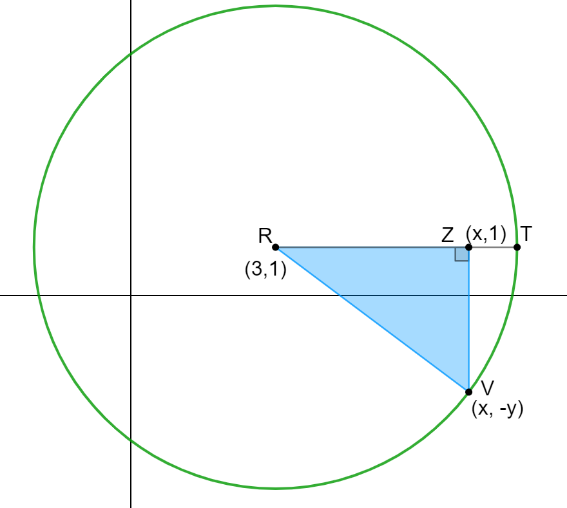 R Z (x,1) T
(3,1)
V
(x, -y)